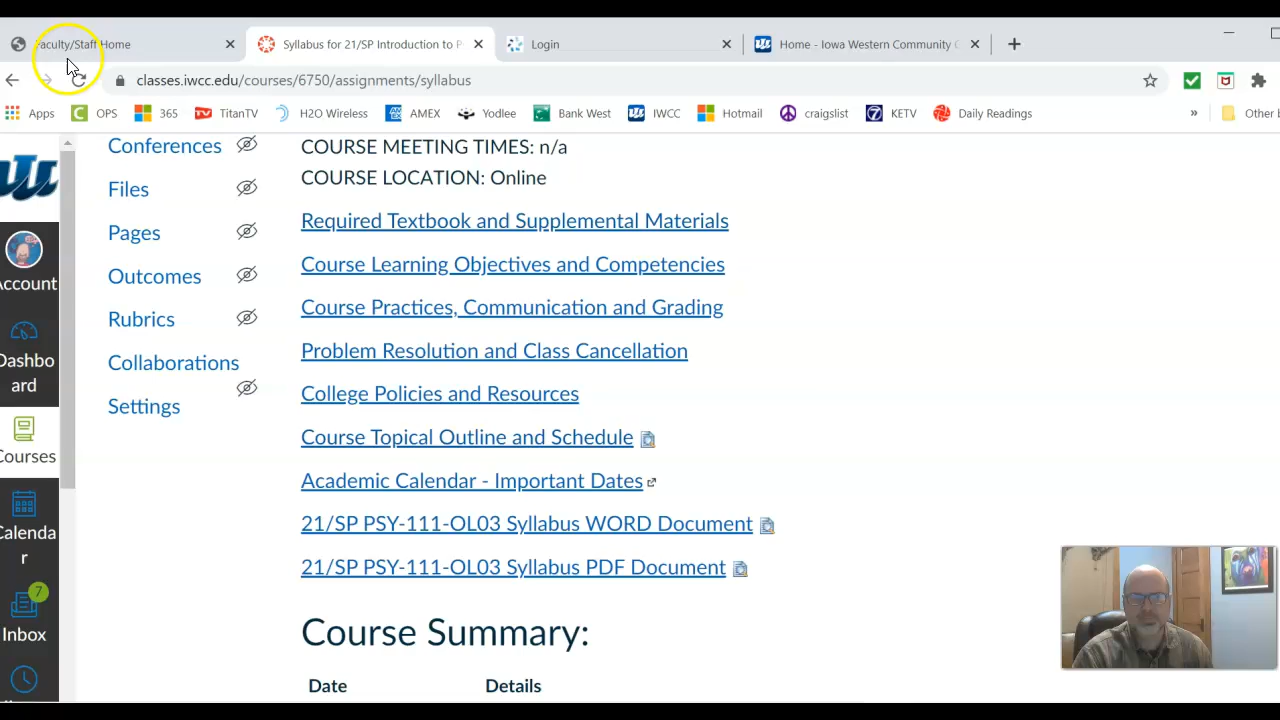 Faculty/Staff Home
Syllabus for 21/SP Introduction to P
Login
Home - Iowa Western Community C
classes.iwcc.edu/courses/6750/assignments/syllabus
Apps
OPS
365
TitanTV
H2O Wireless
AMEX
Yodlee
Bank West
IWCC
Hotmail
craigslist
KETV
Daily Readings
»
Other b
Account
Dashbo
ard
Courses
Calenda
r
7
Inbox
Conferences
Files
Pages
Outcomes
Rubrics
Collaborations
Settings
COURSE MEETING TIMES: n/a
COURSE LOCATION: Online
Required Textbook and Supplemental Materials
Course Learning Objectives and Competencies
Course Practices, Communication and Grading
Problem Resolution and Class Cancellation
College Policies and Resources
Course Topical Outline and Schedule
Academic Calendar - Important Dates
21/SP PSY-111-OL03 Syllabus WORD Document
21/SP PSY-111-OL03 Syllabus PDF Document
Course Summary:
Date
Details